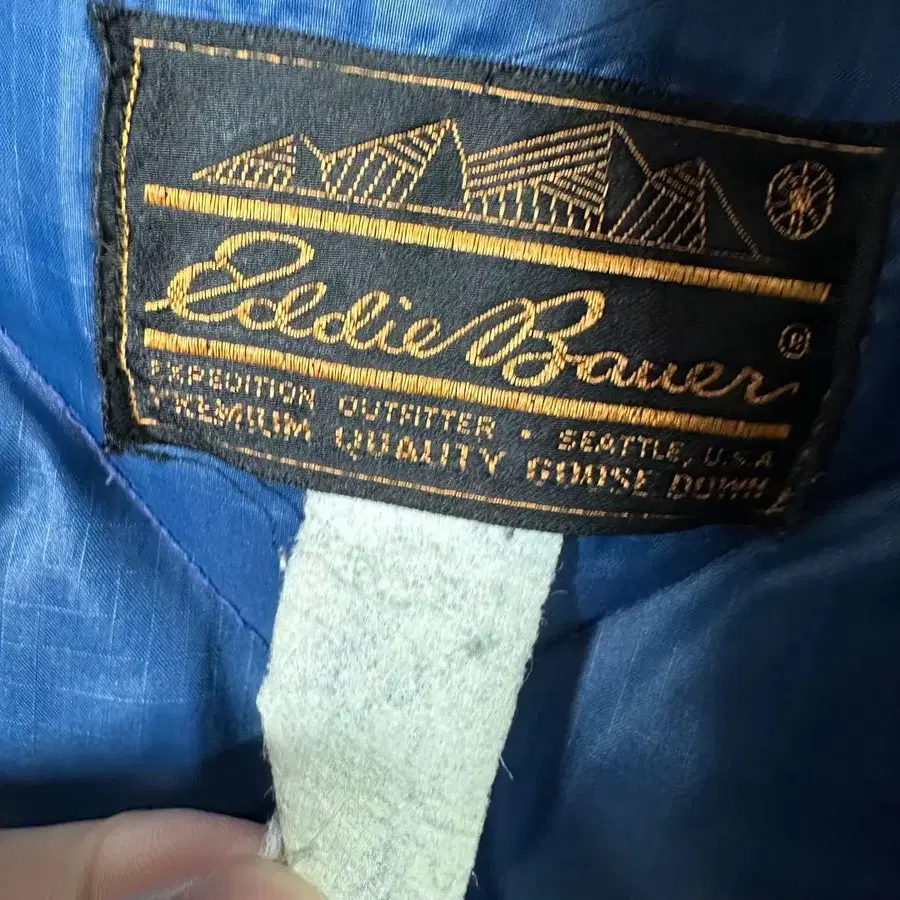 Eddie Bauer ®
EXPEDITION OUTFITTER · SEATTLE, U.S.A
PREMIUM QUALITY GOOSE DOWN